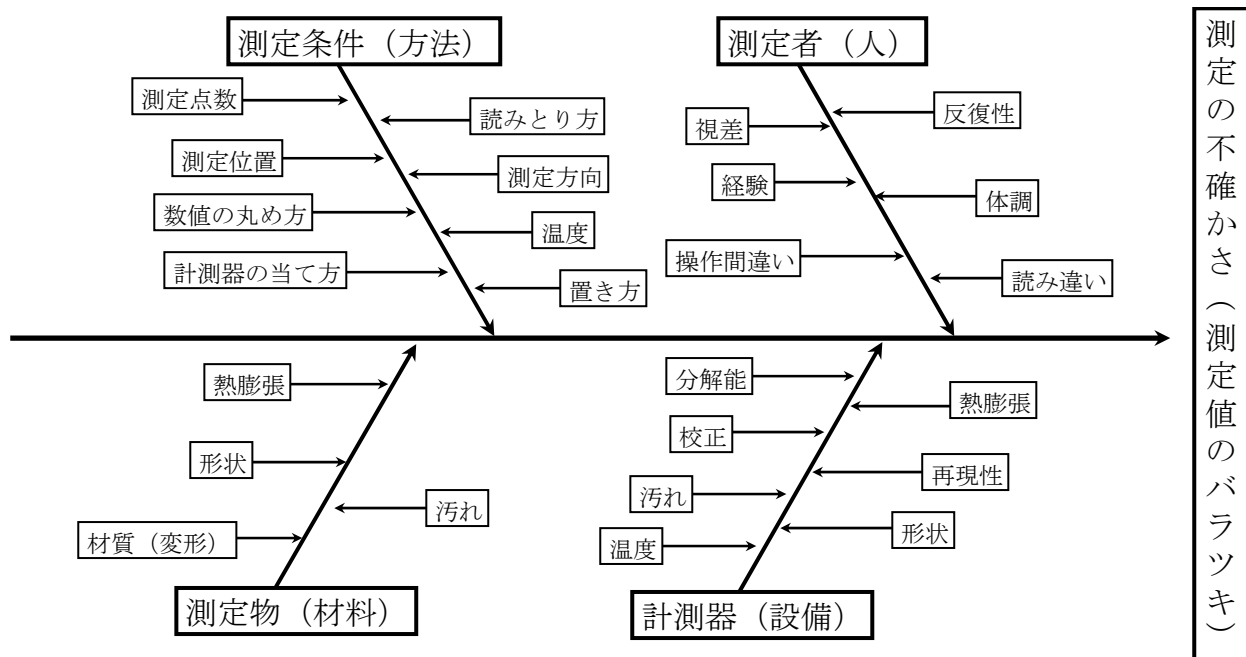 測定条件（方法）
測定点数
読みとり方
測定位置
測定方向
数値の丸め方
温度
計測器の当て方
置き方
測定者（人）
反復性
視差
経験
体調
操作間違い
読み違い
熱膨張
形状
汚れ
材質（変形）
測定物（材料）
分解能
熱膨張
校正
再現性
汚れ
形状
温度
計測器（設備）
測定の不確かさ（測定値のバラツキ）